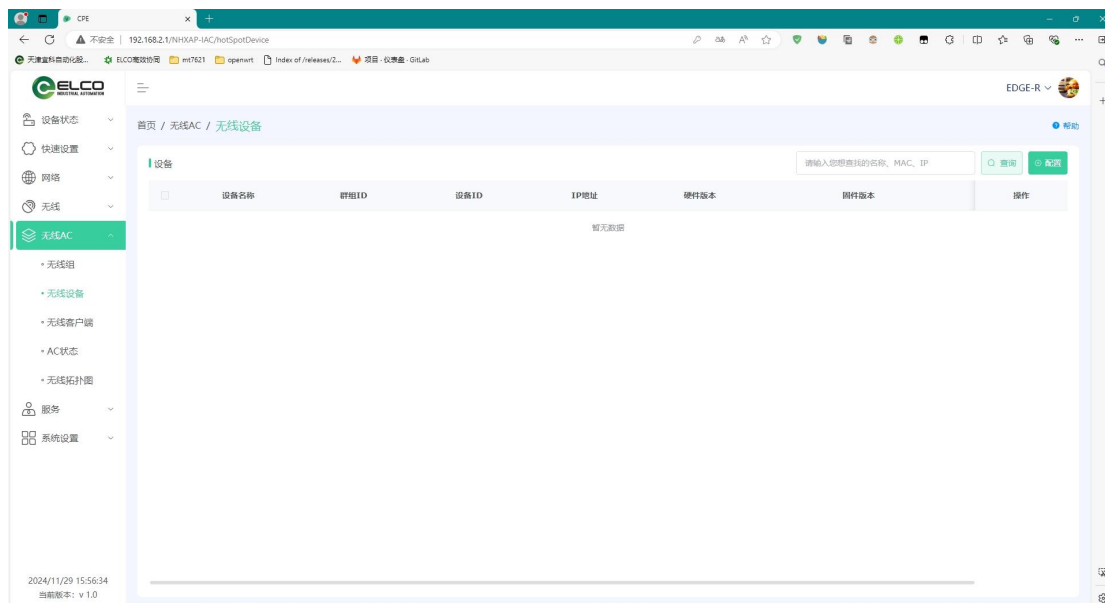 CPE
不安全 | 192.168.2.1/NHXAP-IAC/hotSpotDevice
天津宜科自动化股... ELCO高效协同 mt7621 openwrt Index of /releases/2... 项目 · 仪表盘 · GitLab
ELCO
INDUSTRIAL AUTOMATION
EDGE-R
设备状态
快速设置
网络
无线
无线AC
无线组
无线设备
无线客户端
AC状态
无线拓扑图
服务
系统设置
2024/11/29 15:56:34
当前版本: v 1.0
首页 / 无线AC / 无线设备
帮助
设备
请输入您想查找的名称、MAC、IP
查询
配置
设备名称 群组ID 设备ID IP地址 硬件版本 固件版本 操作
暂无数据